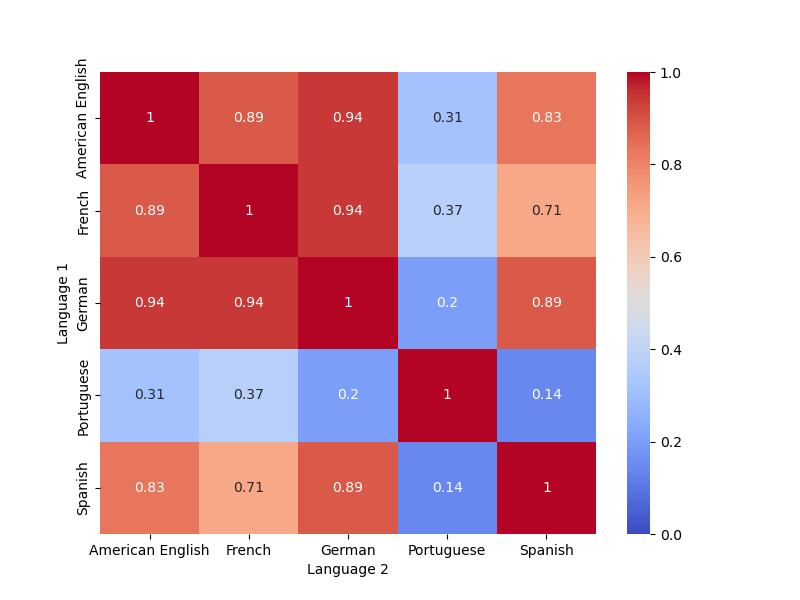 American English 1 0.89 0.94 0.31 0.83
French 0.89 1 0.94 0.37 0.71
German 0.94 0.94 1 0.2 0.89
Portuguese 0.31 0.37 0.2 1 0.14
Spanish 0.83 0.71 0.89 0.14 1
Language 1
American English French German Portuguese Spanish
Language 2
1.0
0.8
0.6
0.4
0.2
0.0